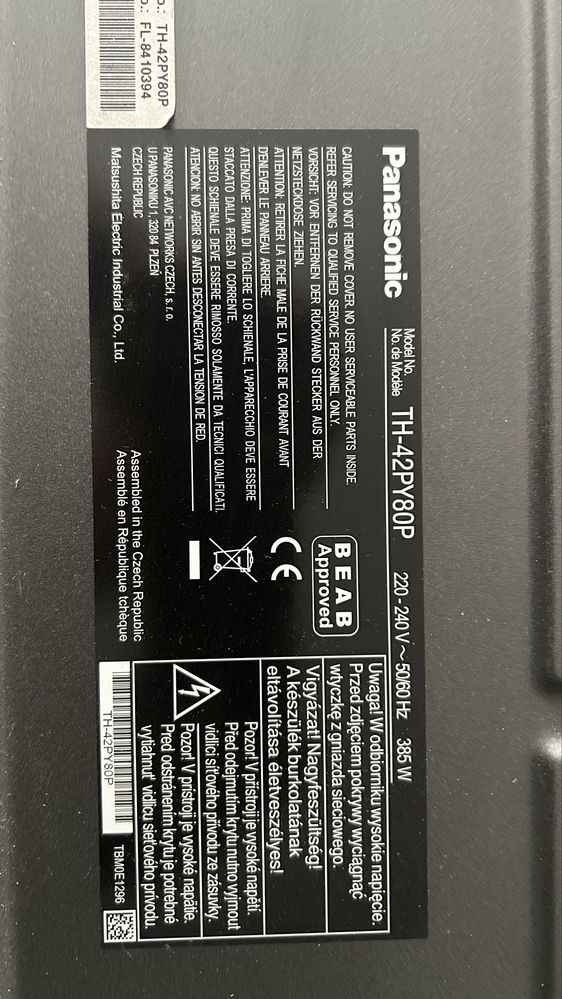 o.: TH-42PY80P
o.: FL-8410394
Panasonic
Model No.
No. de Modèle
TH-42PY80P
220 - 240 V ~ 50/60 Hz 385 W
CAUTION: DO NOT REMOVE COVER. NO USER SERVICEABLE PARTS INSIDE.
REFER SERVICING TO QUALIFIED SERVICE PERSONNEL ONLY.
VORSICHT: VOR ENTFERNEN DER RÜCKWAND STECKER AUS DER
NETZSTECKDOSE ZIEHEN.
ATTENTION: RETIRER LA FICHE MALE DE LA PRISE DE COURANT AVANT
D'ENLEVER LE PANNEAU ARRIERE.
ATTENZIONE: PRIMA DI TOGLIERE LO SCHIENALE, L'APPARECCHIO DEVE ESSERE
STACCATO DALLA PRESA DI CORRENTE.
QUESTO SCHIENALE DEVE ESSERE RIMOSSO SOLAMENTE DA TECNICI QUALIFICATI.
ATENCION: NO ABRIR SIN ANTES DESCONECTAR LA TENSION DE RED.
PANASONIC AVC NETWORKS CZECH, s. r. o.
U PANASONIKU 1, 320 84 PLZEŇ
CZECH REPUBLIC
Matsushita Electric Industrial Co., Ltd.
Assembled in the Czech Republic
Assemblé en République tchèque
BEAB
Approved
CE
Uwaga! W odbiorniku wysokie napięcie.
Przed zdjęciem pokrywy wyciągnąć
wtyczkę z gniazda sieciowego.
Vigyázat! Nagyfeszültség!
A készülék burkolatának
eltávolítása életveszélyes!
Pozor! V přístroji je vysoké napětí.
Před odejmutím krytu nutno vyjmout
vidlici síťového přívodu ze zásuvky.
Pozor! V prístroji je vysoké napätie.
Pred odstránením krytu je potrebné
vytiahnuť vidlicu sieťového prívodu.
TH-42PY80P
TBM0E1296